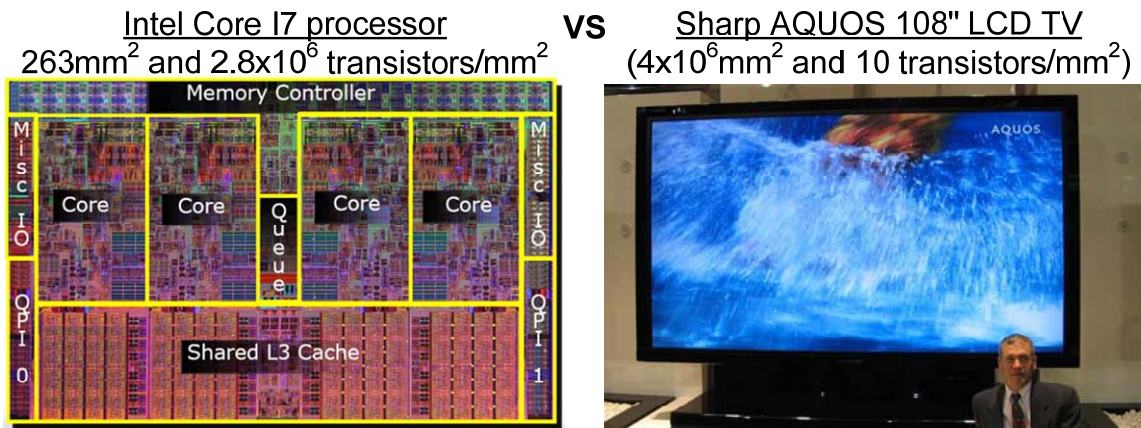 Intel Core I7 processor
263mm² and 2.8x10⁶ transistors/mm²
VS
Sharp AQUOS 108" LCD TV
(4x10⁶mm² and 10 transistors/mm²)
Memory Controller
Misc IO
Core
Core
Queue
Core
Core
Misc IO
QPI 0
Shared L3 Cache
QPI 1
AQUOS